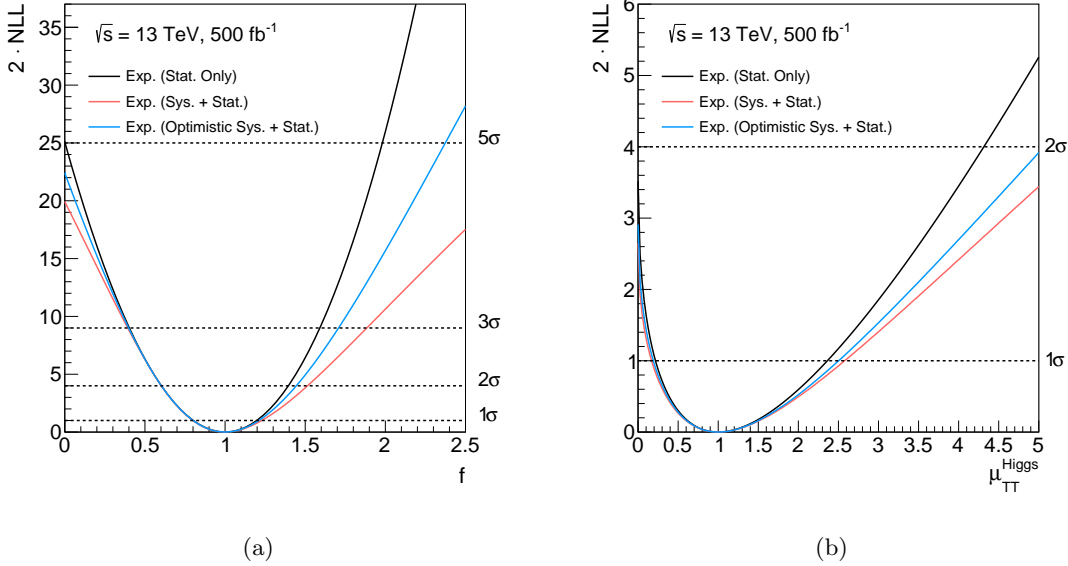 2 · NLL
35
30
25
20
15
10
5
0
√s = 13 TeV, 500 fb⁻¹
Exp. (Stat. Only)
Exp. (Sys. + Stat.)
Exp. (Optimistic Sys. + Stat.)
5σ
3σ
2σ
1σ
0 0.5 1 1.5 2 2.5
f
(a)
2 · NLL
6
5
4
3
2
1
0
√s = 13 TeV, 500 fb⁻¹
Exp. (Stat. Only)
Exp. (Sys. + Stat.)
Exp. (Optimistic Sys. + Stat.)
2σ
1σ
0 0.5 1 1.5 2 2.5 3 3.5 4 4.5 5
μ_TT^Higgs
(b)